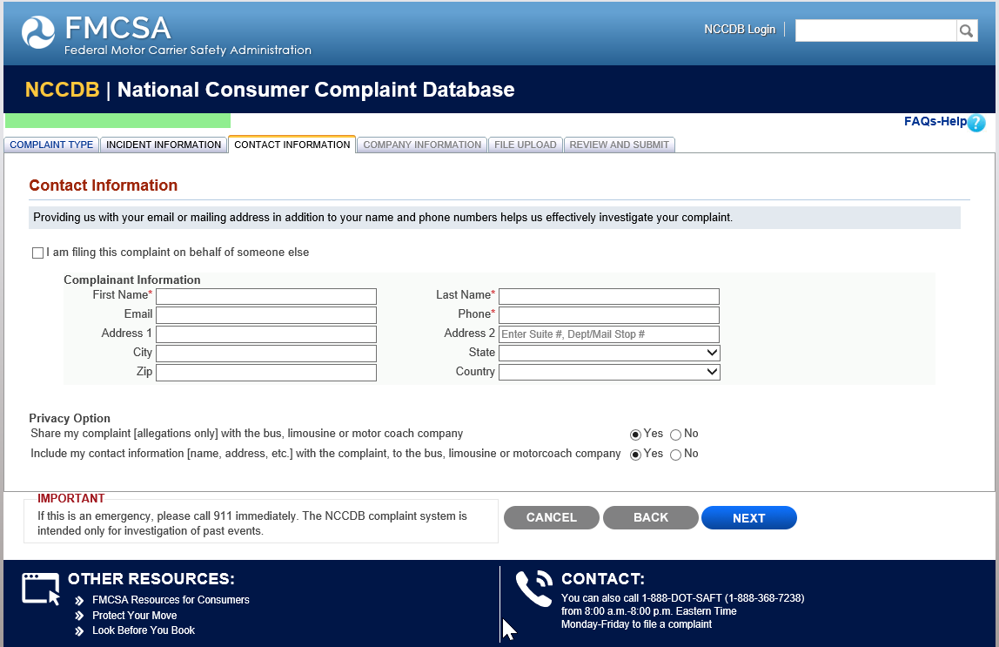 FMCSA
Federal Motor Carrier Safety Administration
NCCDB Login
NCCDB | National Consumer Complaint Database
FAQs-Help ?
COMPLAINT TYPE INCIDENT INFORMATION CONTACT INFORMATION COMPANY INFORMATION FILE UPLOAD REVIEW AND SUBMIT
Contact Information
Providing us with your email or mailing address in addition to your name and phone numbers helps us effectively investigate your complaint.
I am filing this complaint on behalf of someone else
Complainant Information
First Name* Last Name*
Email Phone*
Address 1 Address 2 Enter Suite #, Dept/Mail Stop #
City State
Zip Country
Privacy Option
Share my complaint [allegations only] with the bus, limousine or motor coach company Yes No
Include my contact information [name, address, etc.] with the complaint, to the bus, limousine or motorcoach company Yes No
IMPORTANT
If this is an emergency, please call 911 immediately. The NCCDB complaint system is
intended only for investigation of past events.
CANCEL BACK NEXT
OTHER RESOURCES:
FMCSA Resources for Consumers
Protect Your Move
Look Before You Book
CONTACT:
You can also call 1-888-DOT-SAFT (1-888-368-7238)
from 8:00 a.m.-8:00 p.m. Eastern Time
Monday-Friday to file a complaint